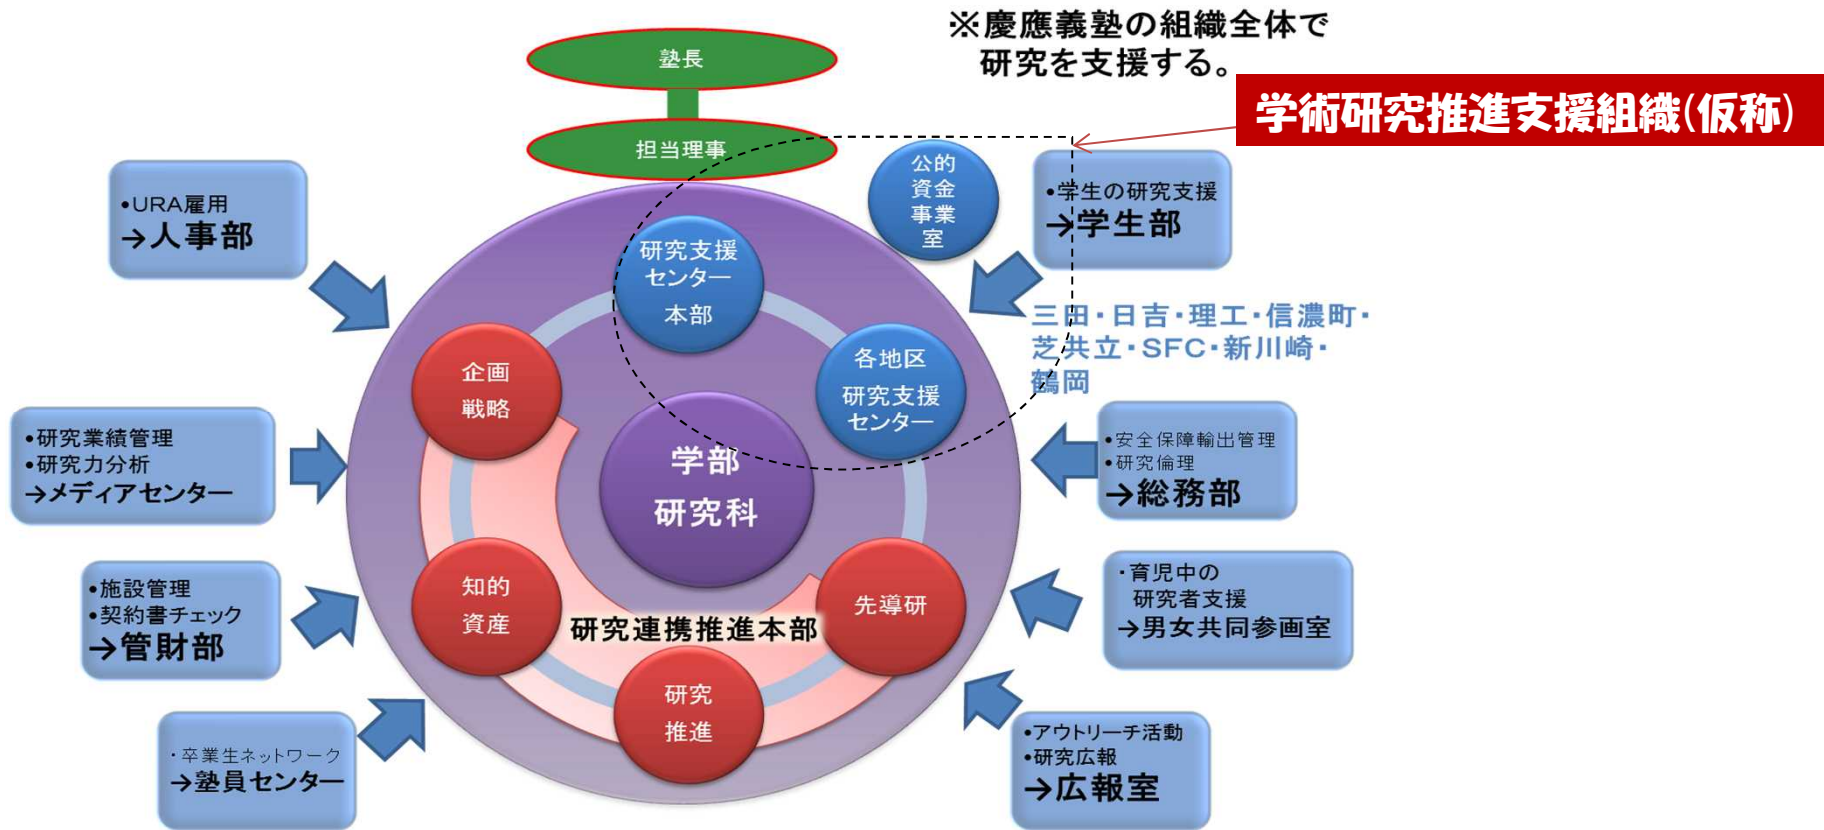 ※慶應義塾の組織全体で
研究を支援する。
学術研究推進支援組織(仮称)
塾長
担当理事
公的
資金
事業
室
•学生の研究支援
→学生部
•URA雇用
→人事部
研究支援
センター
本部
三田・日吉・理工・信濃町・
芝共立・SFC・新川崎・
鶴岡
企画
戦略
各地区
研究支援
センター
•研究業績管理
•研究力分析
→メディアセンター
学部
研究科
•安全保障輸出管理
•研究倫理
→総務部
•施設管理
•契約書チェック
→管財部
知的
資産
研究連携推進本部
先導研
・育児中の
研究者支援
→男女共同参画室
研究
推進
・卒業生ネットワーク
→塾員センター
•アウトリーチ活動
•研究広報
→広報室